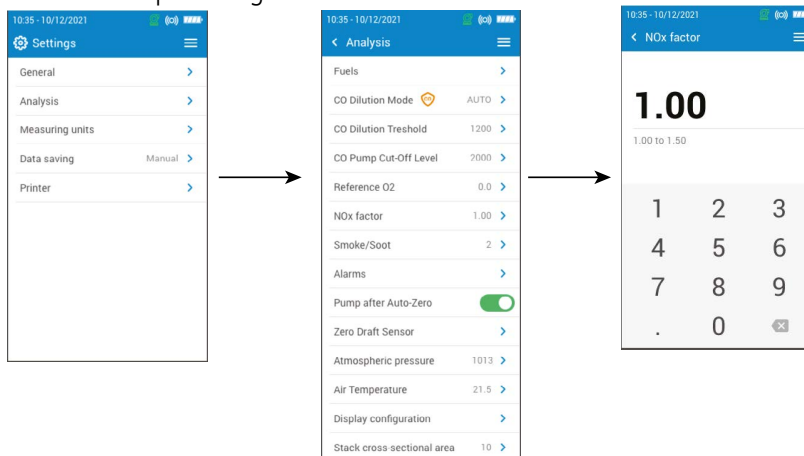 10:35 - 10/12/2021
Settings
General
Analysis
Measuring units
Data saving Manual
Printer
10:35 - 10/12/2021
Analysis
Fuels
CO Dilution Mode CO AUTO
CO Dilution Treshold 1200
CO Pump Cut-Off Level 2000
Reference O2 0.0
NOx factor 1.00
Smoke/Soot 2
Alarms
Pump after Auto-Zero
Zero Draft Sensor
Atmospheric pressure 1013
Air Temperature 21.5
Display configuration
Stack cross-sectional area 10
10:35 - 10/12/2021
NOx factor
1.00
1.00 to 1.50
1 2 3
4 5 6
7 8 9
. 0